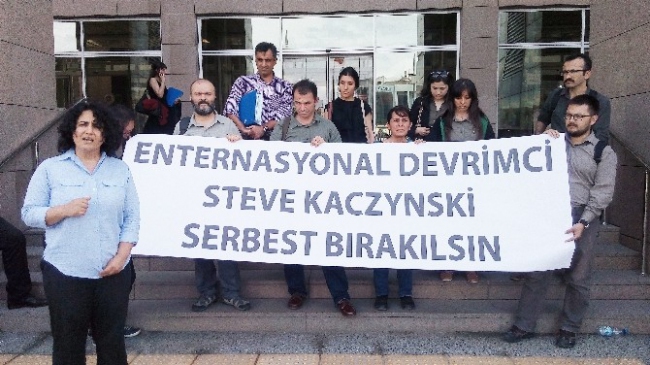 ENTERNASYONAL DEVRİMCİ
STEVE KACZYNSKİ
SERBEST BIRAKILSIN